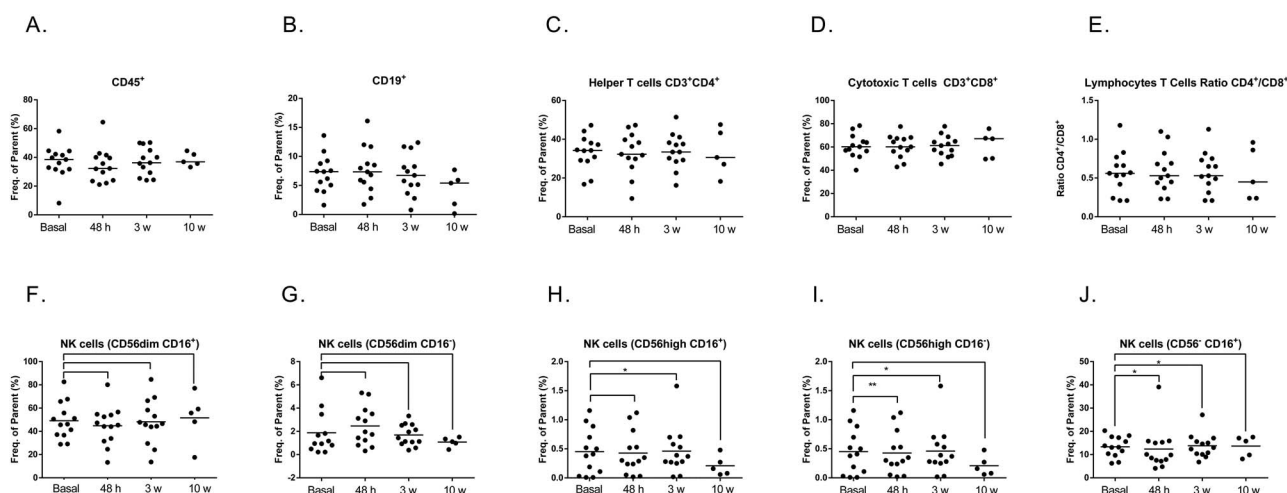 A.
B.
C.
D.
E.
CD45⁺
Freq. of Parent (%)
80
60
40
20
0
Basal 48 h 3 w 10 w
CD19⁺
Freq. of Parent (%)
20
15
10
5
0
Basal 48 h 3 w 10 w
Helper T cells CD3⁺CD4⁺
Freq. of Parent (%)
60
50
40
30
20
10
0
Basal 48 h 3 w 10 w
Cytotoxic T cells CD3⁺CD8⁺
Freq. of Parent (%)
100
80
60
40
20
0
Basal 48 h 3 w 10 w
Lymphocytes T Cells Ratio CD4⁺/CD8⁺
Ratio CD4⁺/CD8⁺
1.5
1.0
0.5
0.0
Basal 48 h 3 w 10 w
F.
G.
H.
I.
J.
NK cells (CD56dim CD16⁺)
Freq. of Parent (%)
100
80
60
40
20
0
Basal 48 h 3 w 10 w
NK cells (CD56dim CD16⁻)
Freq. of Parent (%)
8
6
4
2
0
-2
Basal 48 h 3 w 10 w
NK cells (CD56high CD16⁺)
Freq. of Parent (%)
2.0
1.5
1.0
0.5
0.0
*
Basal 48 h 3 w 10 w
NK cells (CD56high CD16⁻)
Freq. of Parent (%)
2.0
1.5
1.0
0.5
0.0
*
**
Basal 48 h 3 w 10 w
NK cells (CD56⁻ CD16⁺)
Freq. of Parent (%)
50
40
30
20
10
0
*
*
Basal 48 h 3 w 10 w